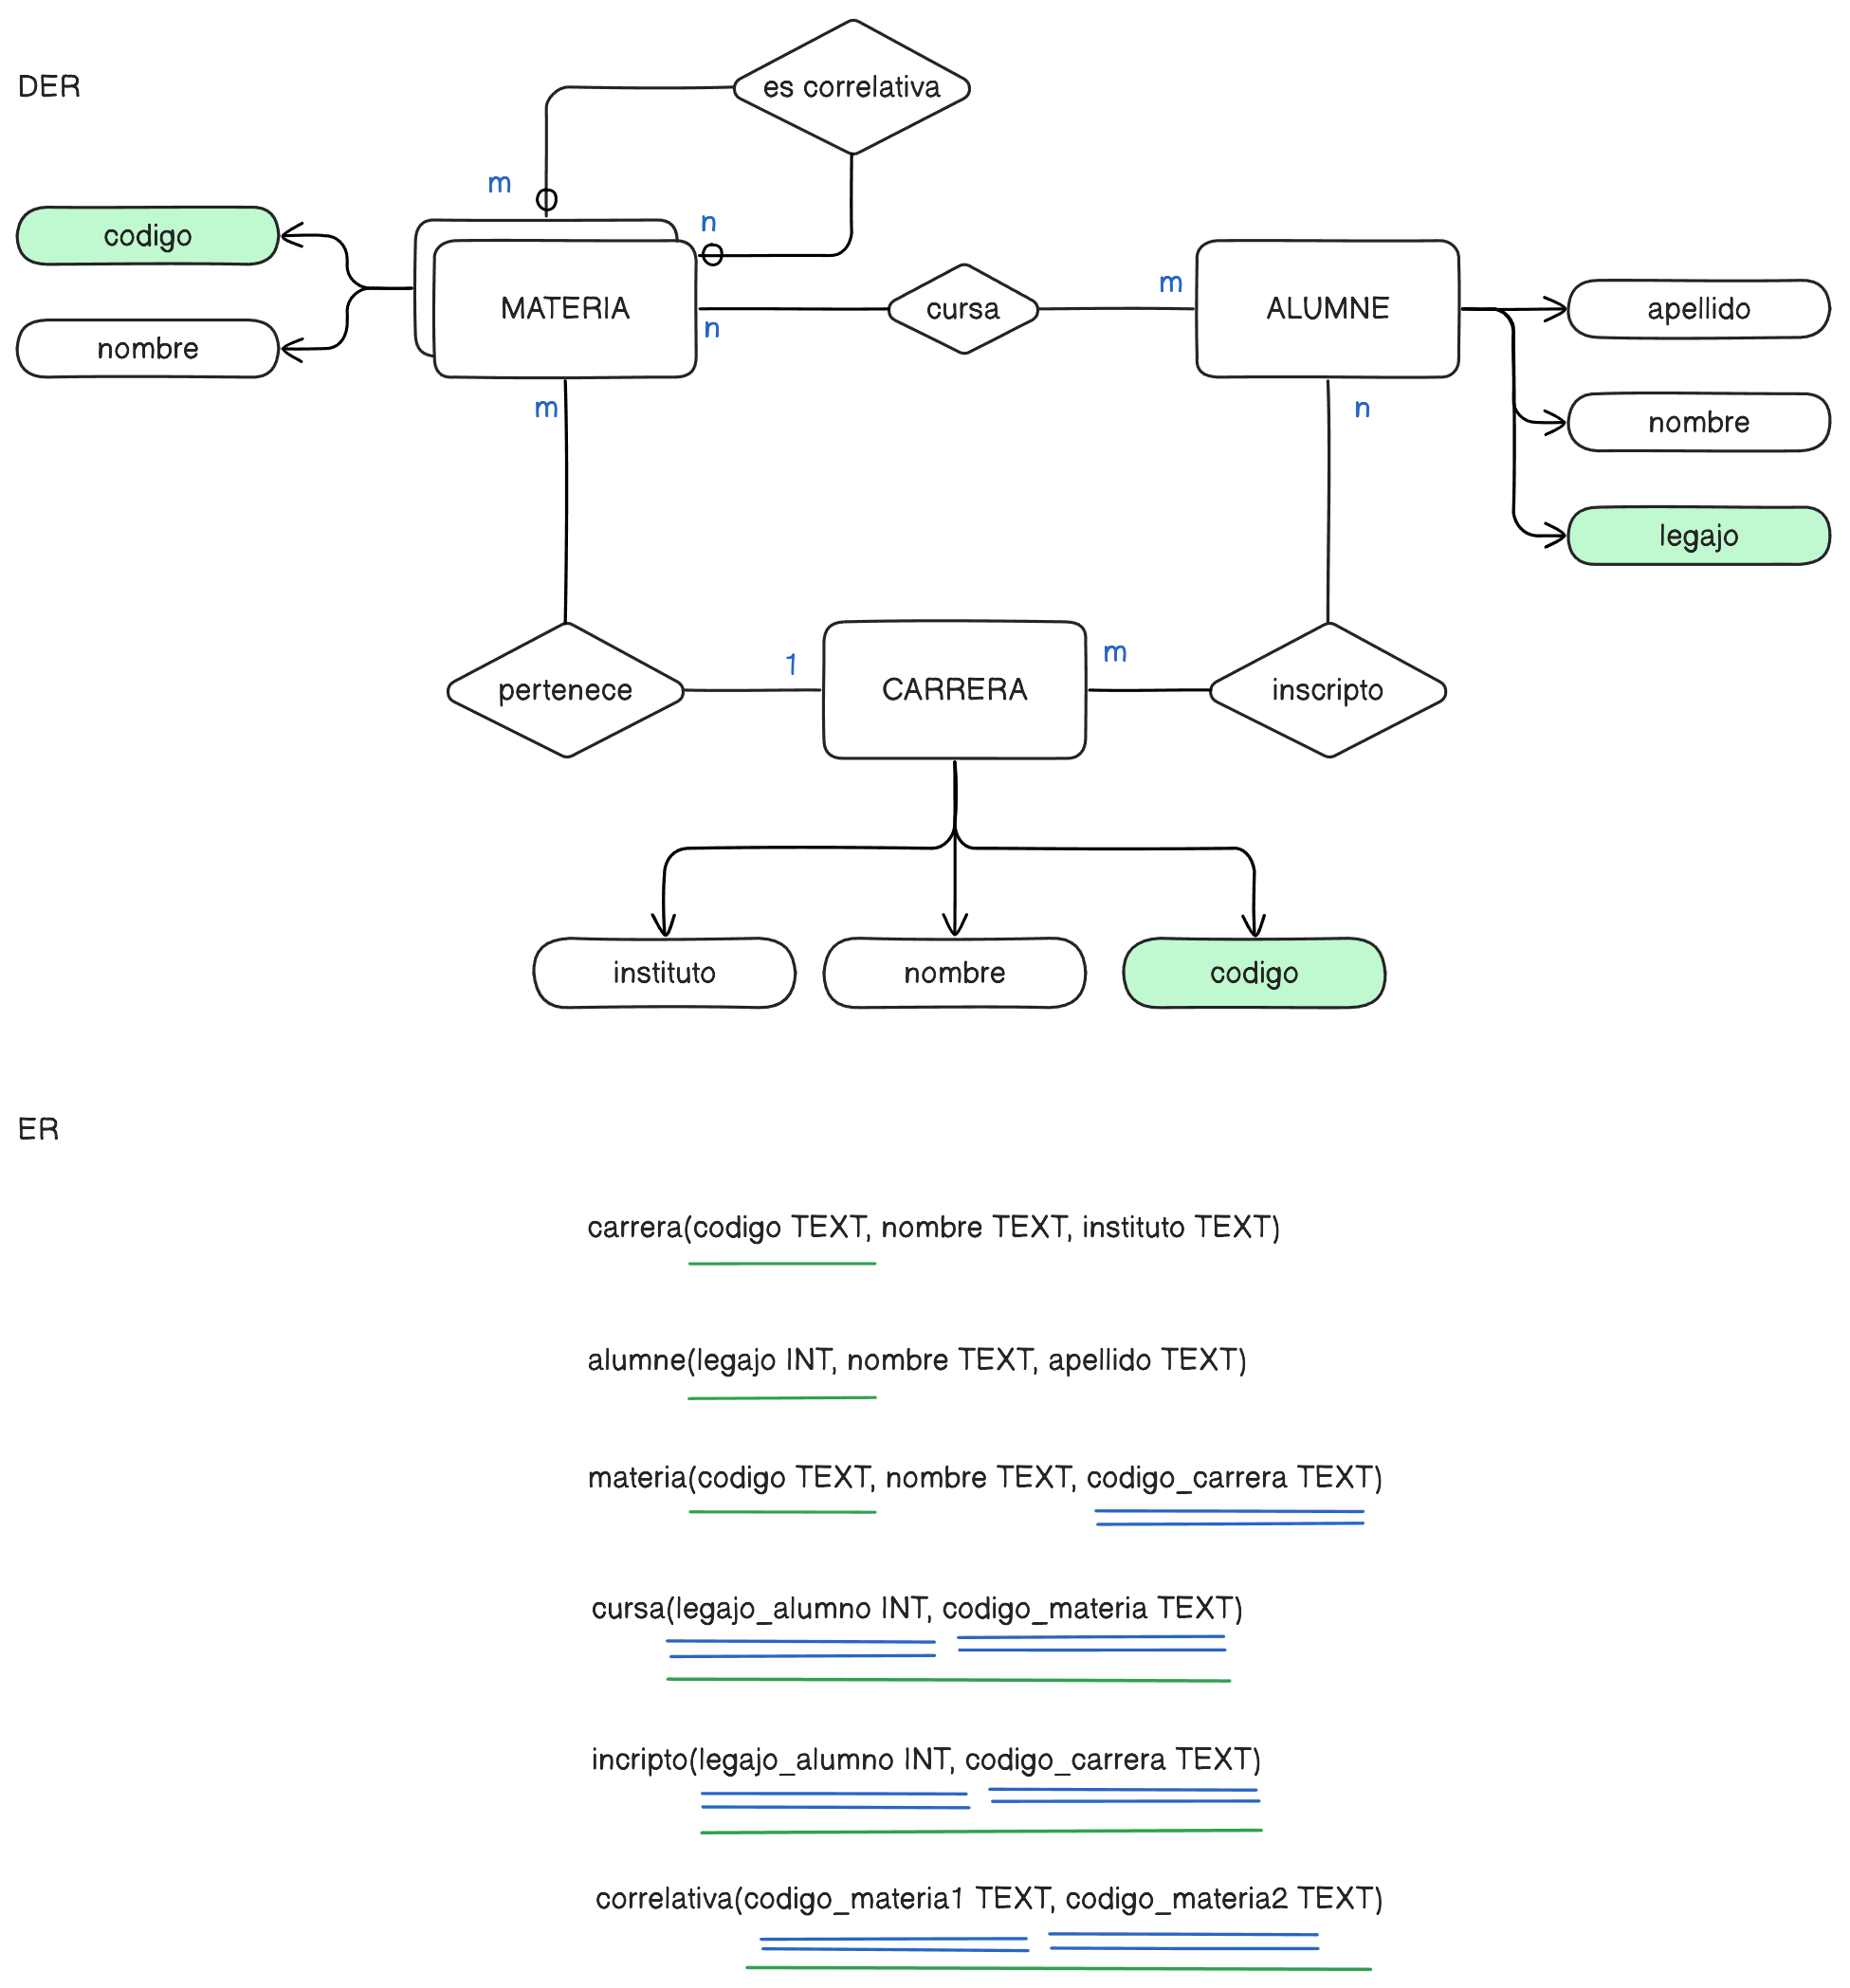 DER
es correlativa
m
n
codigo
nombre
MATERIA
n
cursa
m
ALUMNE
apellido
nombre
legajo
m
n
pertenece
1
CARRERA
m
inscripto
instituto
nombre
codigo
ER
carrera(codigo TEXT, nombre TEXT, instituto TEXT)
alumne(legajo INT, nombre TEXT, apellido TEXT)
materia(codigo TEXT, nombre TEXT, codigo_carrera TEXT)
cursa(legajo_alumno INT, codigo_materia TEXT)
incripto(legajo_alumno INT, codigo_carrera TEXT)
correlativa(codigo_materia1 TEXT, codigo_materia2 TEXT)